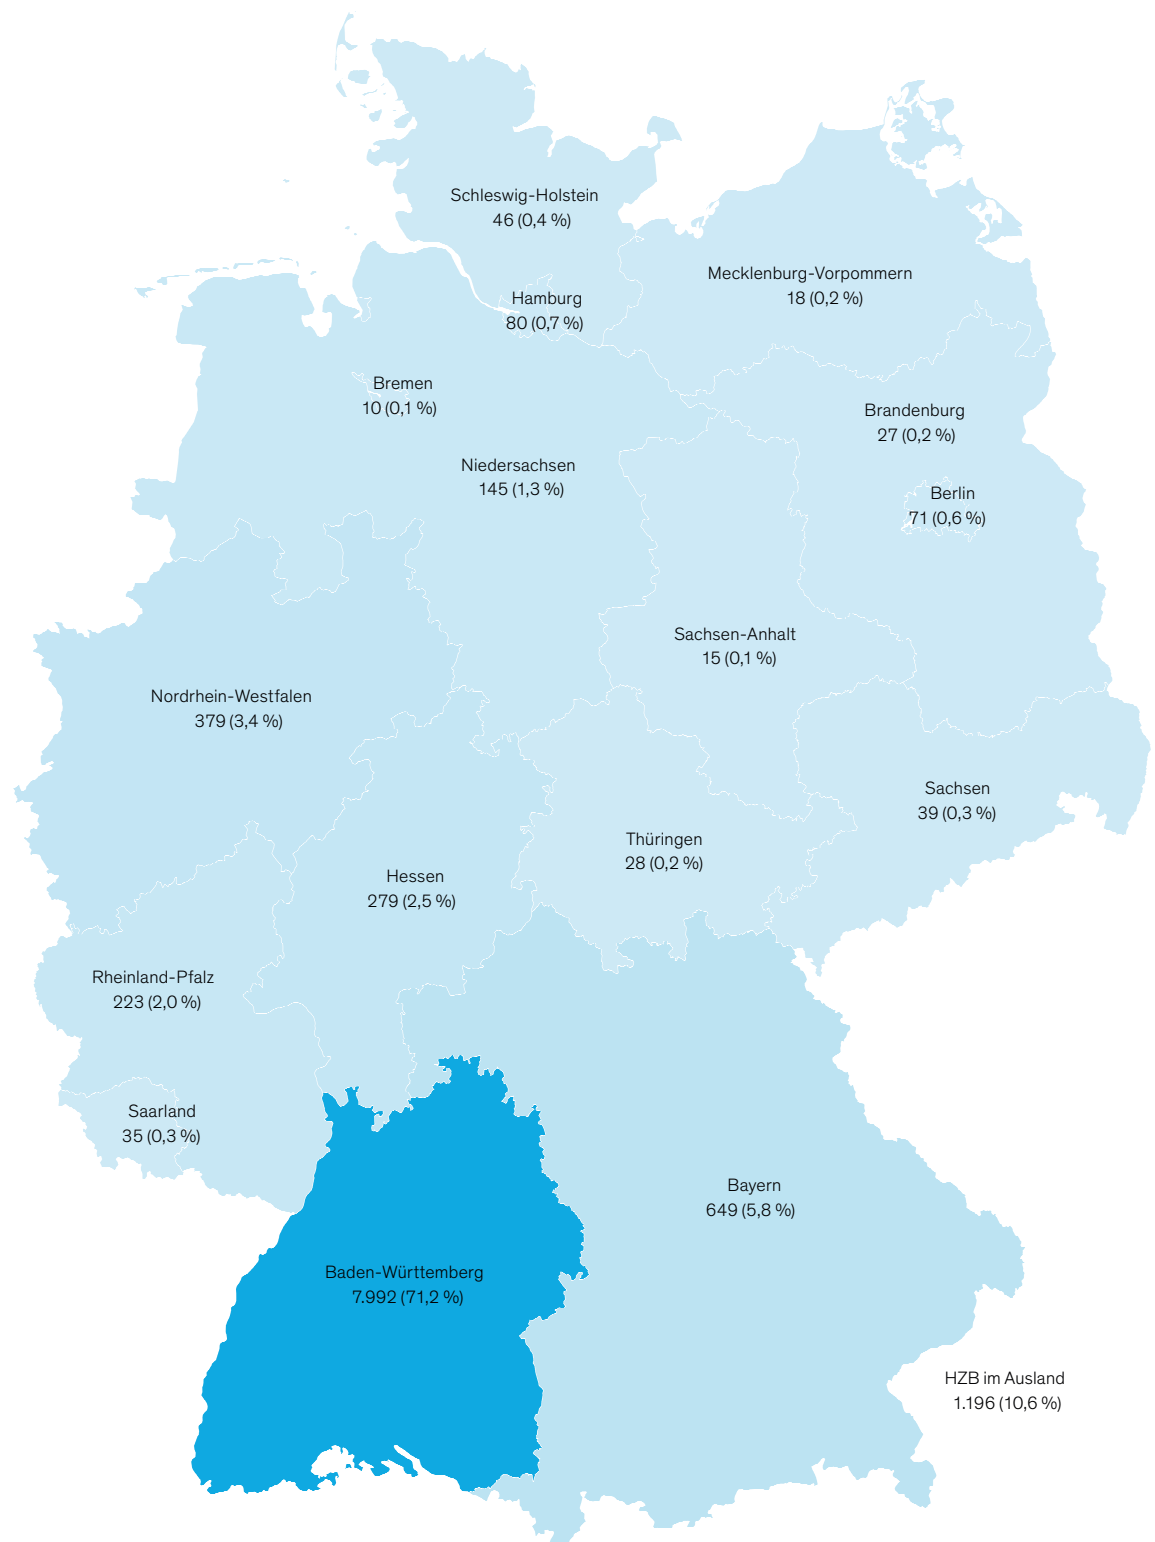 Schleswig-Holstein
46 (0,4 %)
Mecklenburg-Vorpommern
18 (0,2 %)
Hamburg
80 (0,7 %)
Bremen
10 (0,1 %)
Brandenburg
27 (0,2 %)
Niedersachsen
145 (1,3 %)
Berlin
71 (0,6 %)
Sachsen-Anhalt
15 (0,1 %)
Nordrhein-Westfalen
379 (3,4 %)
Sachsen
39 (0,3 %)
Thüringen
28 (0,2 %)
Hessen
279 (2,5 %)
Rheinland-Pfalz
223 (2,0 %)
Saarland
35 (0,3 %)
Bayern
649 (5,8 %)
Baden-Württemberg
7.992 (71,2 %)
HZB im Ausland
1.196 (10,6 %)